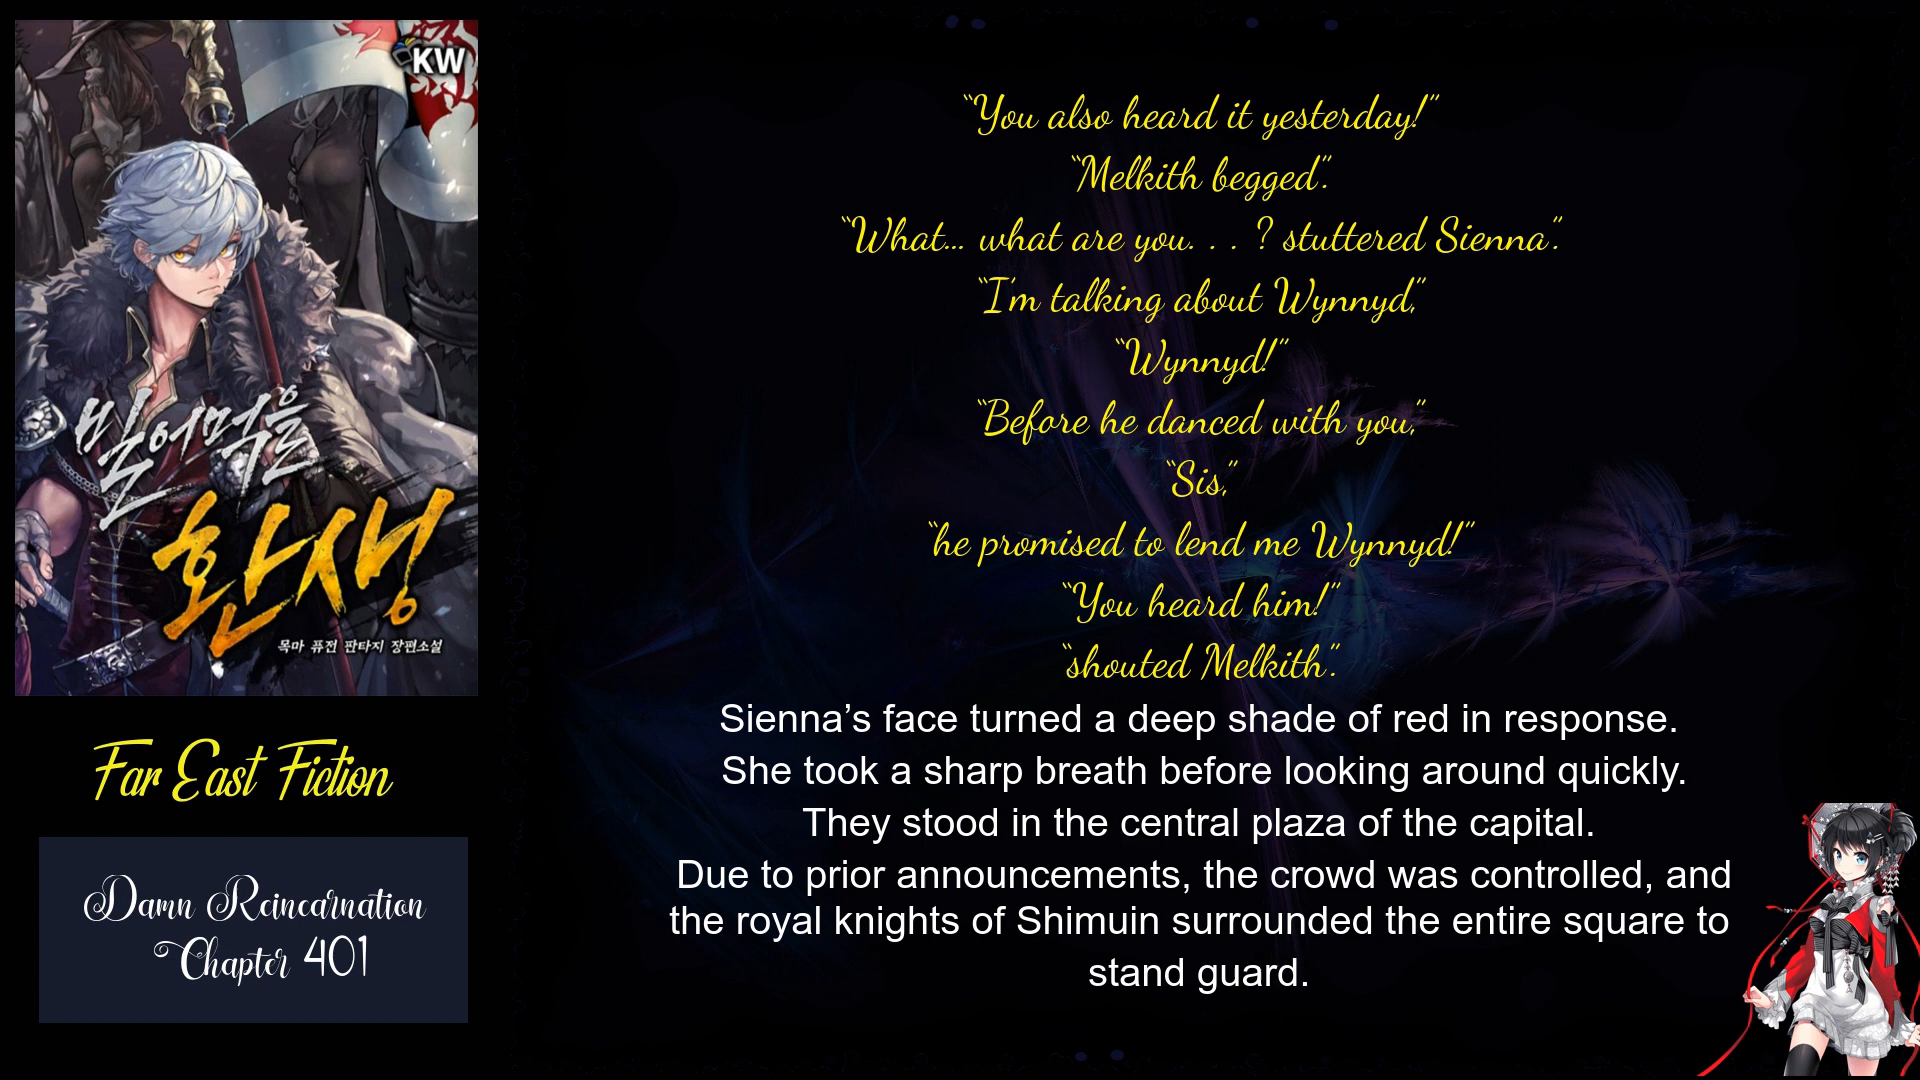 KW
빌어먹을
환생
목마 퓨전 판타지 장편소설
Far East Fiction
Damn Reincarnation
Chapter 401
“You also heard it yesterday!”
“Melkith begged”.
“What… what are you. . . ? stuttered Sienna”.
“I’m talking about Wynnyd,”
“Wynnyd!”
“Before he danced with you,”
“Sis,”
“he promised to lend me Wynnyd!”
“You heard him!”
“shouted Melkith”.
Sienna’s face turned a deep shade of red in response.
She took a sharp breath before looking around quickly.
They stood in the central plaza of the capital.
Due to prior announcements, the crowd was controlled, and
the royal knights of Shimuin surrounded the entire square to
stand guard.